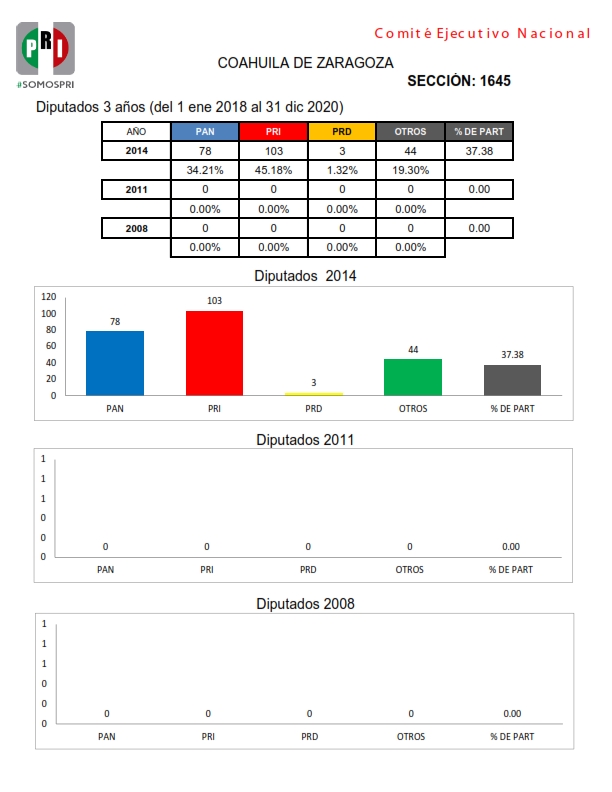 PRI
#SOMOSPRI
Comité Ejecutivo Nacional
COAHUILA DE ZARAGOZA
SECCIÓN: 1645
Diputados 3 años (del 1 ene 2018 al 31 dic 2020)
AÑO PAN PRI PRD OTROS % DE PART
2014 78 103 3 44 37.38
34.21% 45.18% 1.32% 19.30%
2011 0 0 0 0 0.00
0.00% 0.00% 0.00% 0.00%
2008 0 0 0 0 0.00
0.00% 0.00% 0.00% 0.00%
Diputados 2014
120
100
80
60
40
20
0
78 103 3 44 37.38
PAN PRI PRD OTROS % DE PART
Diputados 2011
1
1
1
0
0
0
0 0 0 0 0.00
PAN PRI PRD OTROS % DE PART
Diputados 2008
1
1
1
0
0
0
0 0 0 0 0.00
PAN PRI PRD OTROS % DE PART